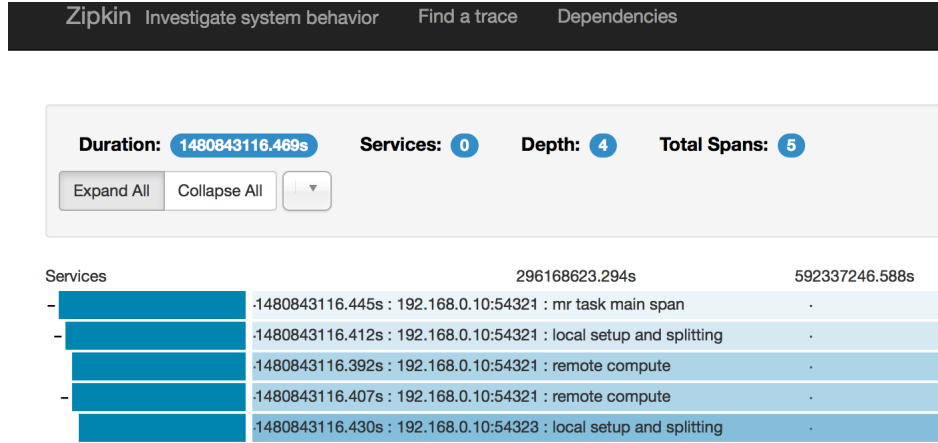 Zipkin Investigate system behavior Find a trace Dependencies
Duration: 1480843116.469s Services: 0 Depth: 4 Total Spans: 5
Expand All Collapse All
Services 296168623.294s 592337246.588s
-1480843116.445s : 192.168.0.10:54321 : mr task main span
-1480843116.412s : 192.168.0.10:54321 : local setup and splitting
-1480843116.392s : 192.168.0.10:54321 : remote compute
-1480843116.407s : 192.168.0.10:54321 : remote compute
-1480843116.430s : 192.168.0.10:54323 : local setup and splitting